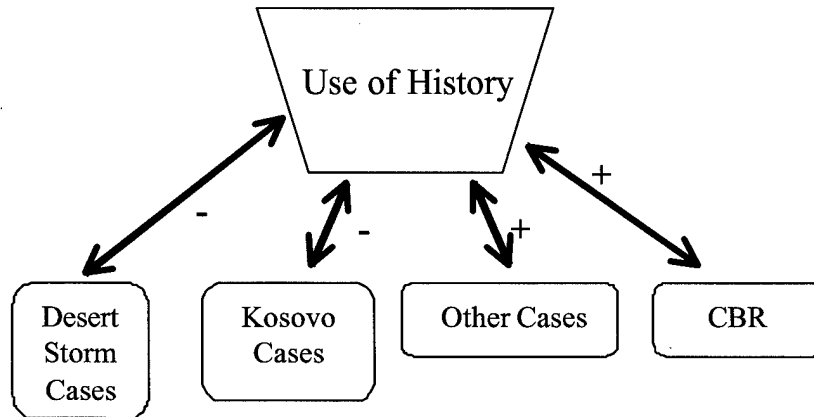 Use of History
+
-
-
+
Desert
Storm
Cases
Kosovo
Cases
Other Cases
CBR